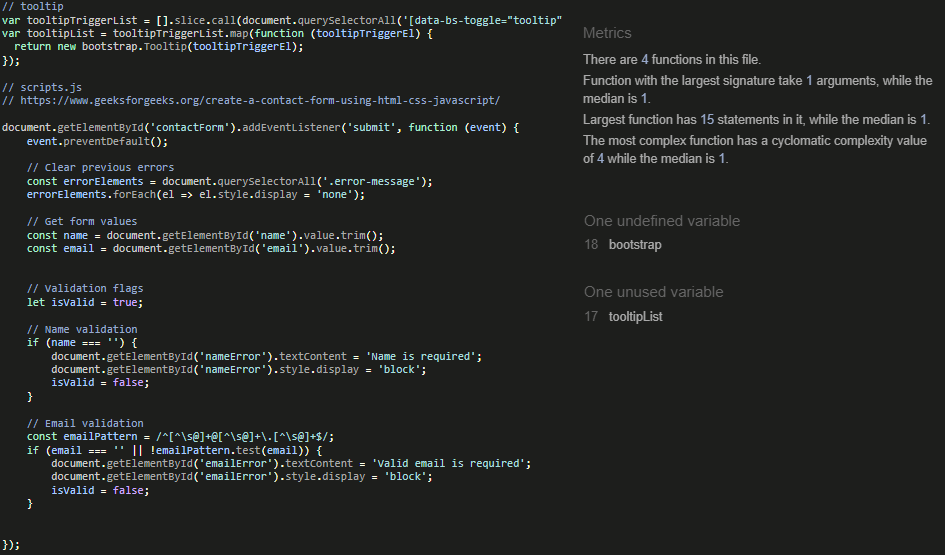 // tooltip
var tooltipTriggerList = [].slice.call(document.querySelectorAll('[data-bs-toggle="tooltip"
var tooltipList = tooltipTriggerList.map(function (tooltipTriggerEl) {
  return new bootstrap.Tooltip(tooltipTriggerEl);
});

// scripts.js
// https://www.geeksforgeeks.org/create-a-contact-form-using-html-css-javascript/

document.getElementById('contactForm').addEventListener('submit', function (event) {
    event.preventDefault();

    // Clear previous errors
    const errorElements = document.querySelectorAll('.error-message');
    errorElements.forEach(el => el.style.display = 'none');

    // Get form values
    const name = document.getElementById('name').value.trim();
    const email = document.getElementById('email').value.trim();


    // Validation flags
    let isValid = true;

    // Name validation
    if (name === '') {
        document.getElementById('nameError').textContent = 'Name is required';
        document.getElementById('nameError').style.display = 'block';
        isValid = false;
    }

    // Email validation
    const emailPattern = /^[^\s@]+@[^\s@]+\.[^\s@]+$/;
    if (email === '' || !emailPattern.test(email)) {
        document.getElementById('emailError').textContent = 'Valid email is required';
        document.getElementById('emailError').style.display = 'block';
        isValid = false;
    }


});
Metrics
There are 4 functions in this file.
Function with the largest signature take 1 arguments, while the
median is 1.
Largest function has 15 statements in it, while the median is 1.
The most complex function has a cyclomatic complexity value
of 4 while the median is 1.
One undefined variable
18 bootstrap
One unused variable
17 tooltipList